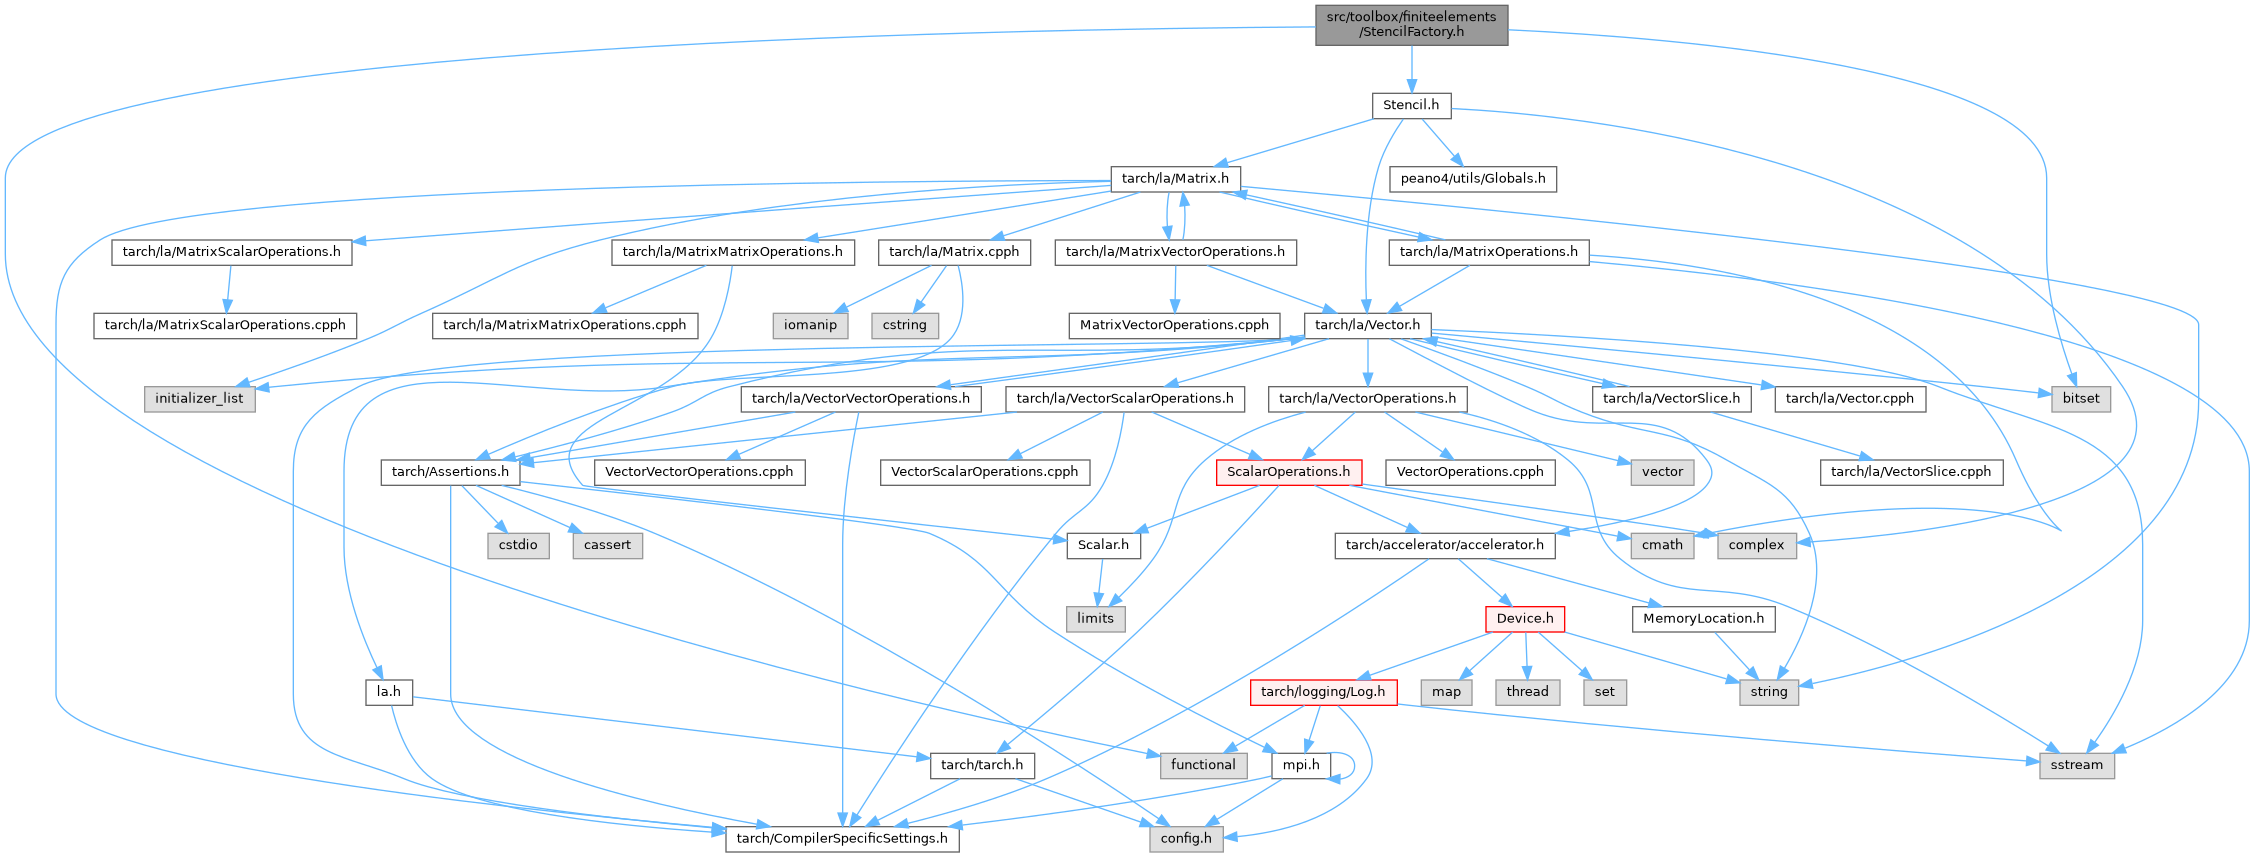 src/toolbox/finiteelements
/StencilFactory.h
Stencil.h
tarch/la/Matrix.h
peano4/utils/Globals.h
tarch/la/MatrixScalarOperations.h
tarch/la/MatrixMatrixOperations.h
tarch/la/Matrix.cpph
tarch/la/MatrixVectorOperations.h
tarch/la/MatrixOperations.h
tarch/la/MatrixScalarOperations.cpph
tarch/la/MatrixMatrixOperations.cpph
iomanip
cstring
MatrixVectorOperations.cpph
tarch/la/Vector.h
initializer_list
tarch/la/VectorVectorOperations.h
tarch/la/VectorScalarOperations.h
tarch/la/VectorOperations.h
tarch/la/VectorSlice.h
tarch/la/Vector.cpph
bitset
tarch/Assertions.h
VectorVectorOperations.cpph
VectorScalarOperations.cpph
ScalarOperations.h
VectorOperations.cpph
vector
tarch/la/VectorSlice.cpph
cstdio
cassert
Scalar.h
tarch/accelerator/accelerator.h
cmath
complex
limits
Device.h
MemoryLocation.h
la.h
tarch/logging/Log.h
map
thread
set
string
tarch/tarch.h
functional
mpi.h
sstream
tarch/CompilerSpecificSettings.h
config.h